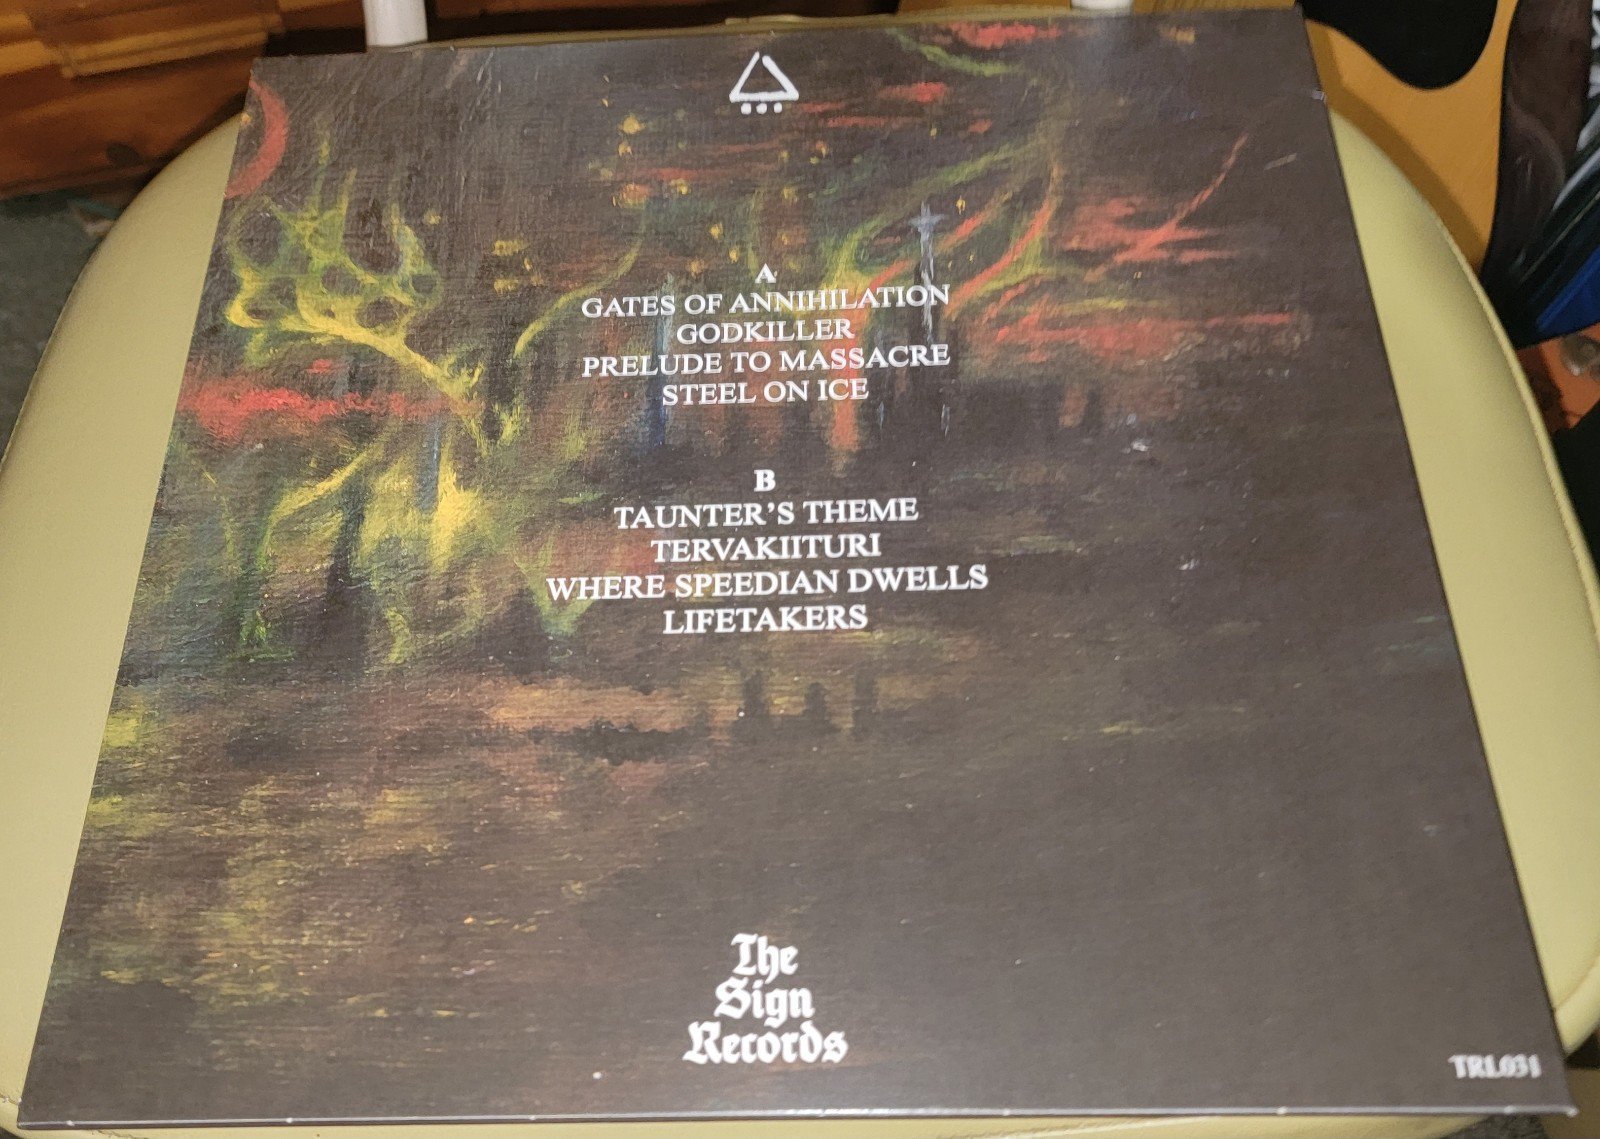 A
GATES OF ANNIHILATION
GODKILLER
PRELUDE TO MASSACRE
STEEL ON ICE
B
TAUNTER'S THEME
TERVAKIITURI
WHERE SPEEDIAN DWELLS
LIFETAKERS
The
Sign
Records
TRL031